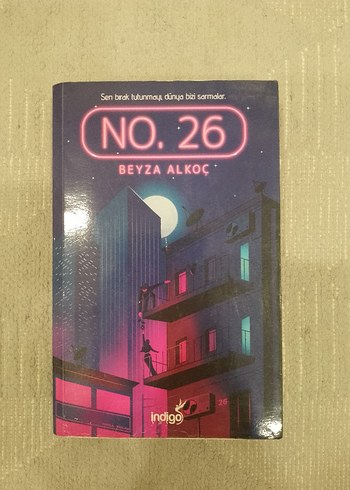 Sen bırak tutunmayı, dünya bizi sarmalar.
NO. 26
BEYZA ALKOÇ
indigo